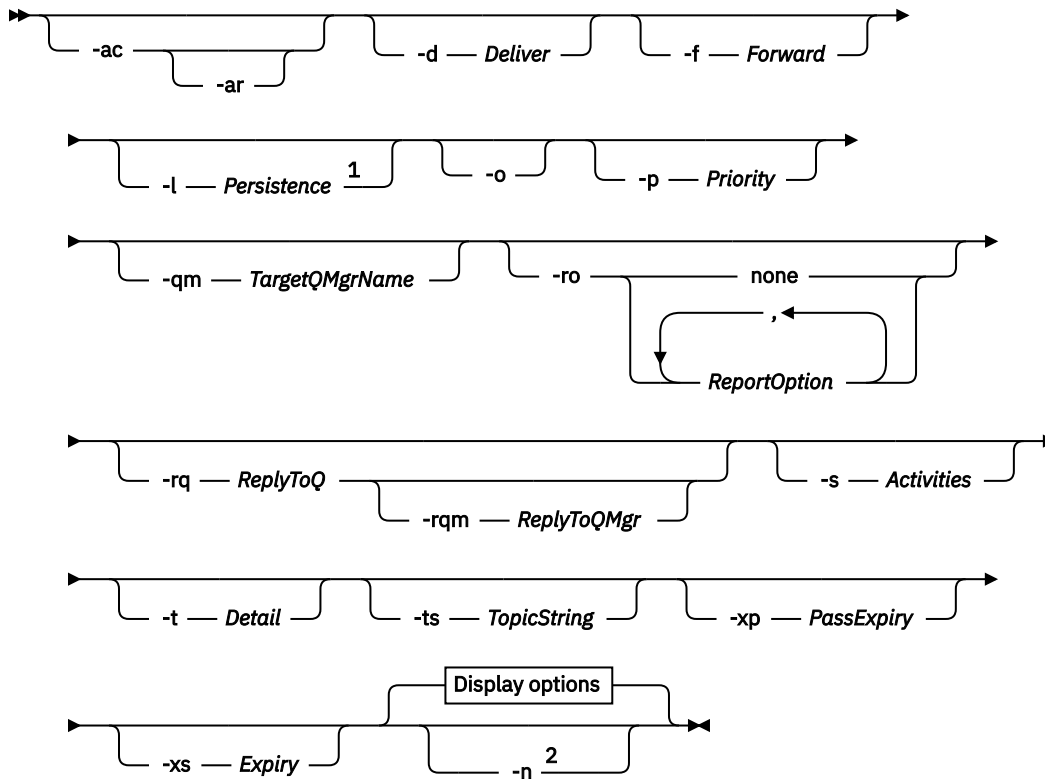 -ac
-ar
-d Deliver
-f Forward
-l Persistence 1
-o
-p Priority
-qm TargetQMgrName
-ro none
,
ReportOption
-rq ReplyToQ
-rqm ReplyToQMgr
-s Activities
-t Detail
-ts TopicString
-xp PassExpiry
Display options
-xs Expiry
-n 2